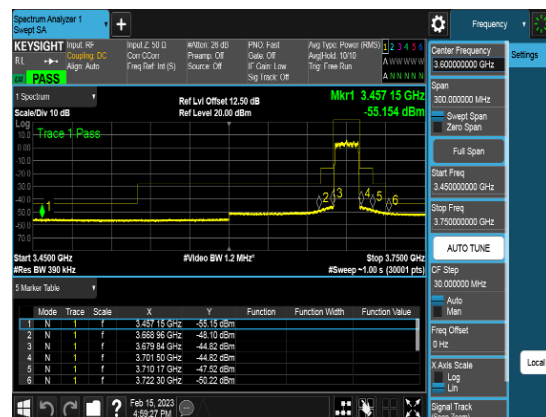 Spectrum Analyzer 1
Swept SA
Frequency
KEYSIGHT
Input: RF
Coupling: DC
Align: Auto
Input Z: 50 Ω
Corr CCorr
Freq Ref: Int (S)
#Atten: 26 dB
Preamp: Off
Source: Off
PNO: Fast
Gate: Off
IF Gain: Low
Sig Track: Off
Avg Type: Power (RMS)
Avg|Hold: 10/10
Trig: Free Run
1 2 3 4 5 6
A W W W W W
A N N N N N
RL
PASS
1 Spectrum
Scale/Div 10 dB
Ref Lvl Offset 12.50 dB
Ref Level 20.00 dBm
Mkr1 3.457 15 GHz
-55.154 dBm
Log
Trace 1 Pass
10.0
0.00
-10.0
-20.0
-30.0
-40.0
-50.0
-60.0
-70.0
1
2
3
4
5
6
Start 3.4500 GHz
#Res BW 390 kHz
#Video BW 1.2 MHz*
Stop 3.7500 GHz
#Sweep ~1.00 s (30001 pts)
5 Marker Table
Mode Trace Scale X Y Function Function Width Function Value
1 N 1 f 3.457 15 GHz -55.15 dBm
2 N 1 f 3.668 96 GHz -48.10 dBm
3 N 1 f 3.679 84 GHz -44.82 dBm
4 N 1 f 3.701 50 GHz -44.82 dBm
5 N 1 f 3.710 17 GHz -47.52 dBm
6 N 1 f 3.722 30 GHz -50.22 dBm
Feb 15, 2023
4:59:27 PM
Center Frequency
3.600000000 GHz
Settings
Span
300.000000 MHz
Swept Span
Zero Span
Full Span
Start Freq
3.450000000 GHz
Stop Freq
3.750000000 GHz
AUTO TUNE
CF Step
30.000000 MHz
Auto
Man
Freq Offset
0 Hz
X Axis Scale
Log
Lin
Local
Signal Track
(Span Zoom)